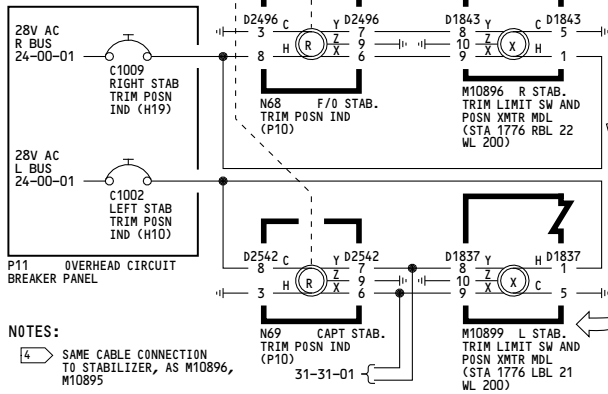 28V AC
R BUS
24-00-01
C1009
RIGHT STAB
TRIM POSN
IND (H19)
28V AC
L BUS
24-00-01
C1002
LEFT STAB
TRIM POSN
IND (H10)
P11 OVERHEAD CIRCUIT
BREAKER PANEL
D2496 D2496
3 C Y 7
Z 9
8 H X 6
R
N68 F/O STAB.
TRIM POSN IND
(P10)
D1843 D1843
8 Y C 5
10 Z
9 X H 1
X
M10896 R STAB.
TRIM LIMIT SW AND
POSN XMTR MDL
(STA 1776 RBL 22
WL 200)
D2542 D2542
8 C Y 7
Z 9
3 H X 6
R
N69 CAPT STAB.
TRIM POSN IND
(P10)
31-31-01
D1837 D1837
8 Y H 1
10 Z
9 X C 5
X
M10899 L STAB.
TRIM LIMIT SW AND
POSN XMTR MDL
(STA 1776 LBL 21
WL 200)
NOTES:
4 SAME CABLE CONNECTION
TO STABILIZER, AS M10896,
M10895